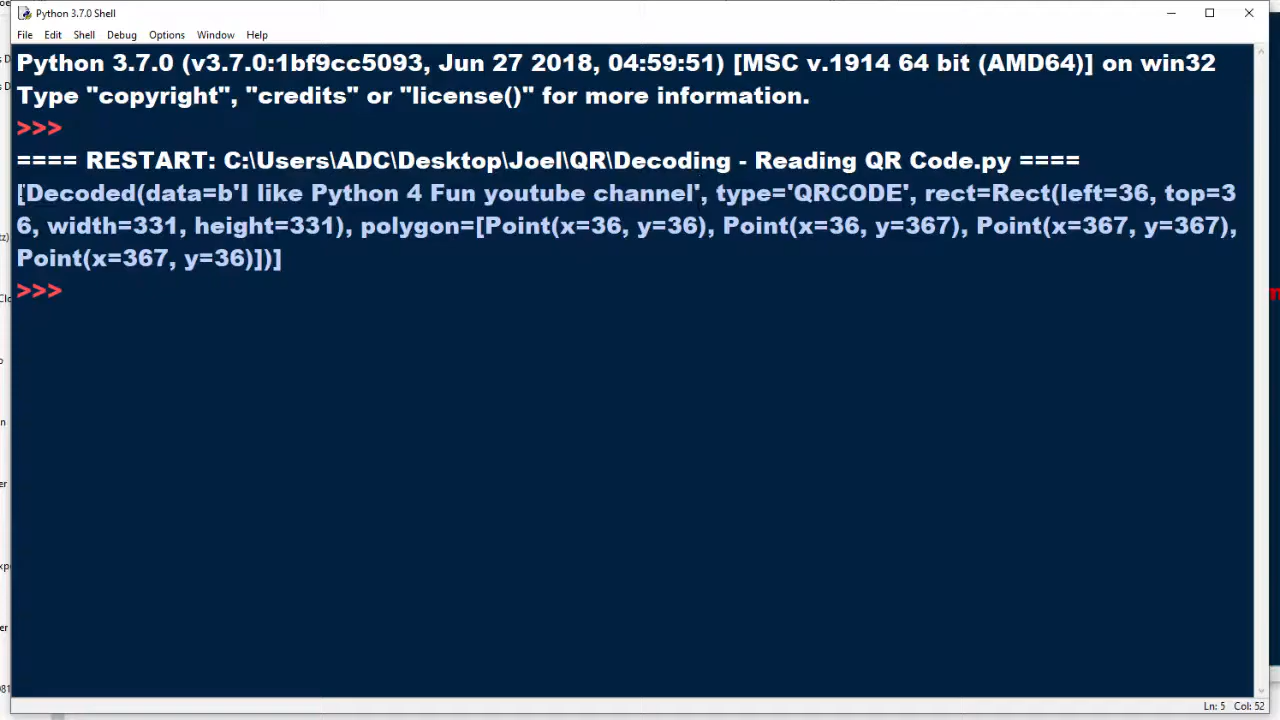 Python 3.7.0 Shell
File Edit Shell Debug Options Window Help
Python 3.7.0 (v3.7.0:1bf9cc5093, Jun 27 2018, 04:59:51) [MSC v.1914 64 bit (AMD64)] on win32
Type "copyright", "credits" or "license()" for more information.
>>>
==== RESTART: C:\Users\ADC\Desktop\Joel\QR\Decoding - Reading QR Code.py ====
[Decoded(data=b'I like Python 4 Fun youtube channel', type='QRCODE', rect=Rect(left=36, top=3
6, width=331, height=331), polygon=[Point(x=36, y=36), Point(x=36, y=367), Point(x=367, y=367),
Point(x=367, y=36)])]
>>>
Ln: 5 Col: 52